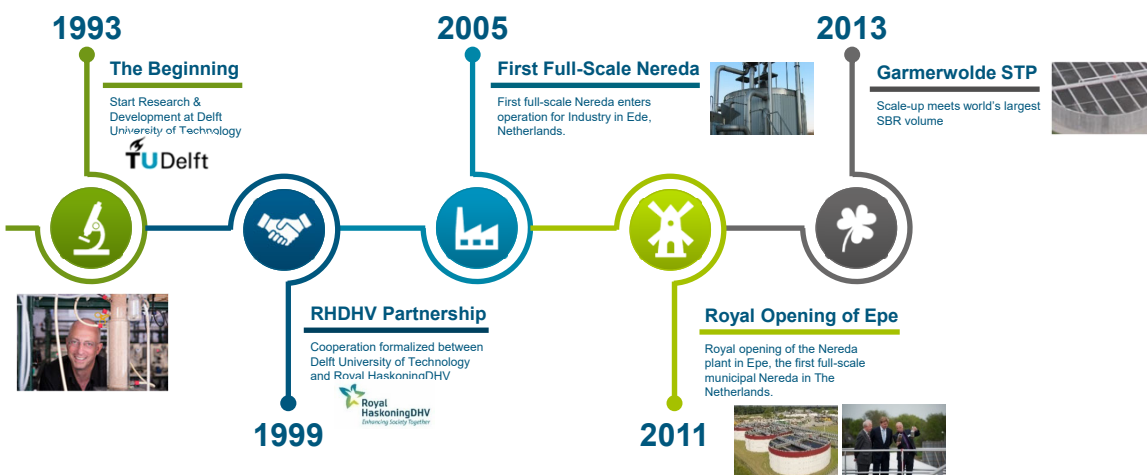 1993
The Beginning
Start Research &
Development at Delft
University of Technology
TUDelft
RHDHV Partnership
Cooperation formalized between
Delft University of Technology
and Royal HaskoningDHV
Royal
HaskoningDHV
Enhancing Society Together
1999
2005
First Full-Scale Nereda
First full-scale Nereda enters
operation for Industry in Ede,
Netherlands.
Royal Opening of Epe
Royal opening of the Nereda
plant in Epe, the first full-scale
municipal Nereda in The
Netherlands.
2011
2013
Garmerwolde STP
Scale-up meets world's largest
SBR volume